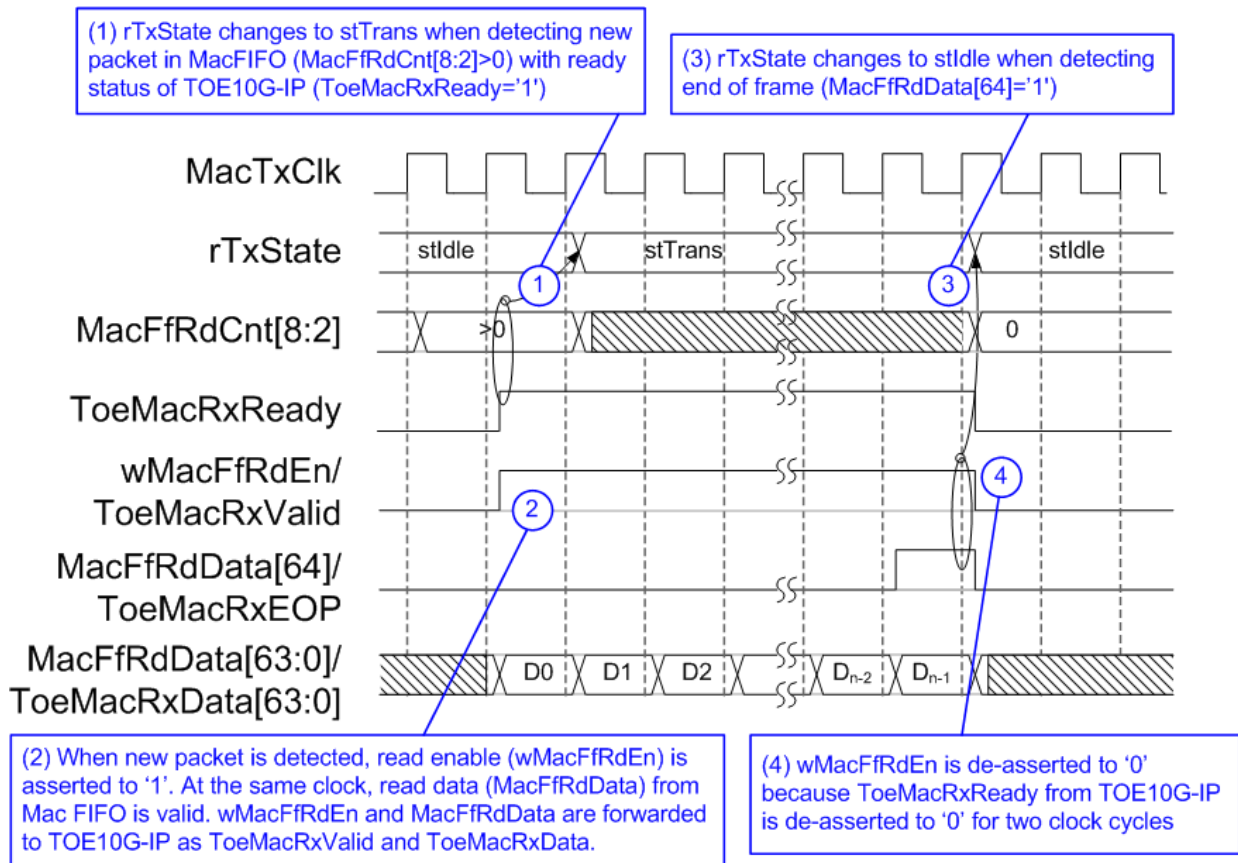 (1) rTxState changes to stTrans when detecting new
packet in MacFIFO (MacFfRdCnt[8:2]>0) with ready
status of TOE10G-IP (ToeMacRxReady='1')
(3) rTxState changes to stIdle when detecting
end of frame (MacFfRdData[64]='1')
MacTxClk
rTxState
stIdle
stTrans
stIdle
1
3
MacFfRdCnt[8:2]
>0
0
ToeMacRxReady
wMacFfRdEn/
ToeMacRxValid
2
4
MacFfRdData[64]/
ToeMacRxEOP
MacFfRdData[63:0]/
ToeMacRxData[63:0]
D0
D1
D2
Dn-2
Dn-1
(2) When new packet is detected, read enable (wMacFfRdEn) is
asserted to ‘1’. At the same clock, read data (MacFfRdData) from
Mac FIFO is valid. wMacFfRdEn and MacFfRdData are forwarded
to TOE10G-IP as ToeMacRxValid and ToeMacRxData.
(4) wMacFfRdEn is de-asserted to ‘0’
because ToeMacRxReady from TOE10G-IP
is de-asserted to ‘0’ for two clock cycles